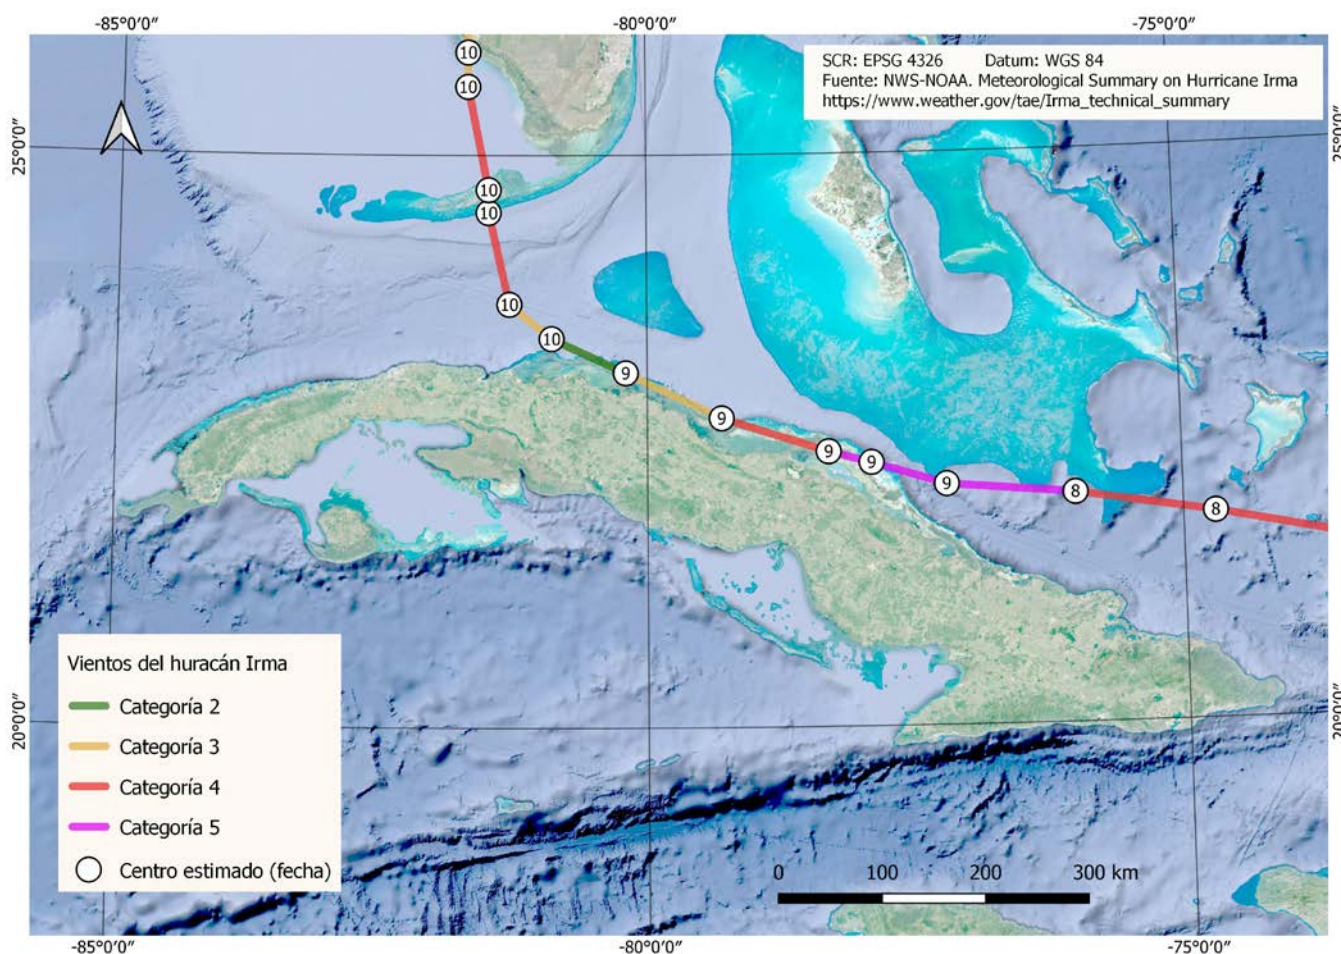 -85°0′0″
-80°0′0″
-75°0′0″
SCR: EPSG 4326 Datum: WGS 84
Fuente: NWS-NOAA. Meteorological Summary on Hurricane Irma
https://www.weather.gov/tae/Irma_technical_summary
25°0′0″
25°0′0″
10
10
10
10
10
10
9
9
9
9
9
8
8
Vientos del huracán Irma
Categoría 2
Categoría 3
Categoría 4
Categoría 5
Centro estimado (fecha)
20°0′0″
20°0′0″
0 100 200 300 km
-85°0′0″
-80°0′0″
-75°0′0″